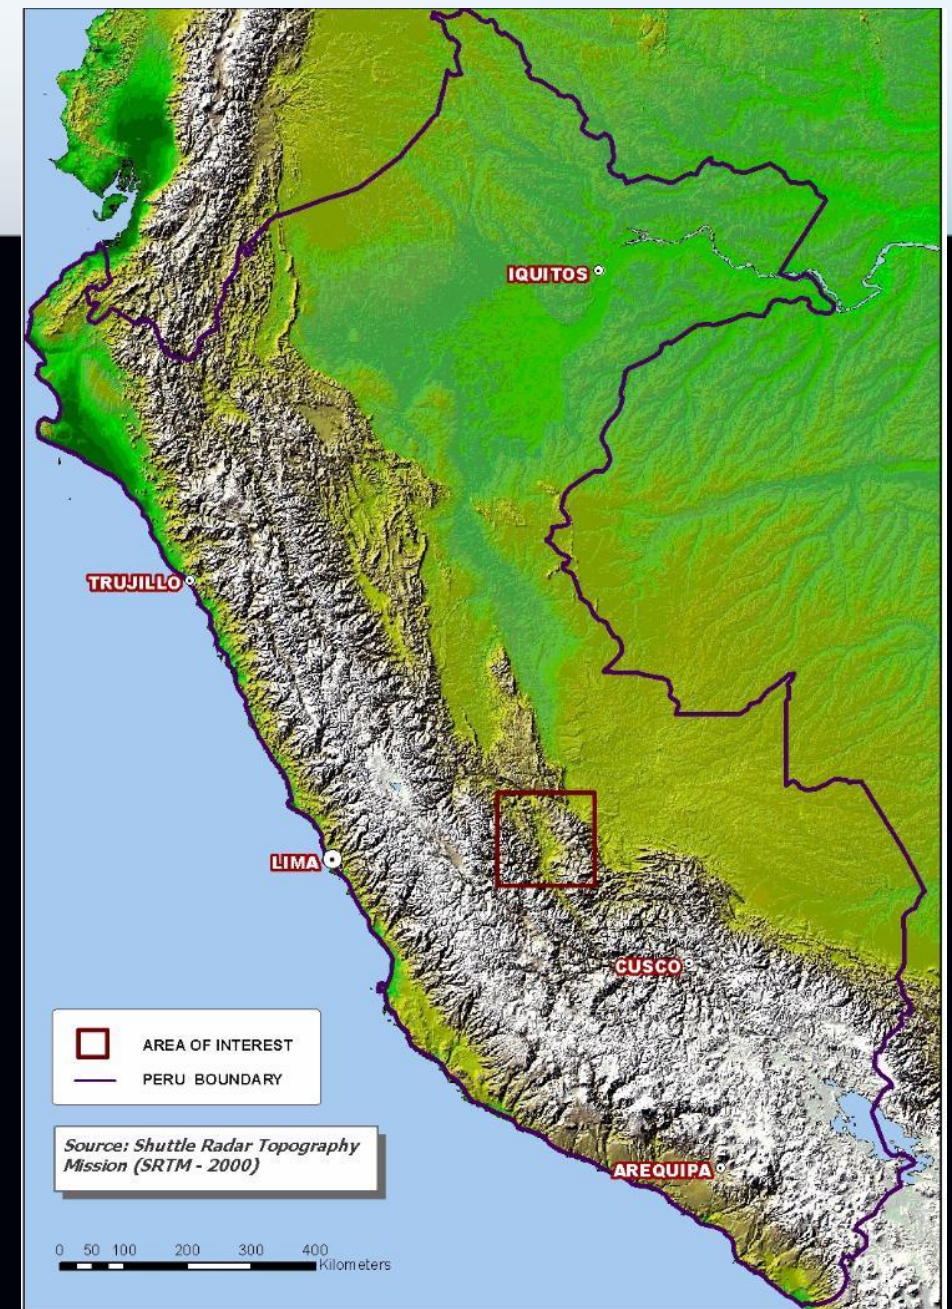 IQUITOS
TRUJILLO
LIMA
CUSCO
AREA OF INTEREST
PERU BOUNDARY
Source: Shuttle Radar Topography
Mission (SRTM - 2000)
AREQUIPA
0 50 100 200 300 400
Kilometers